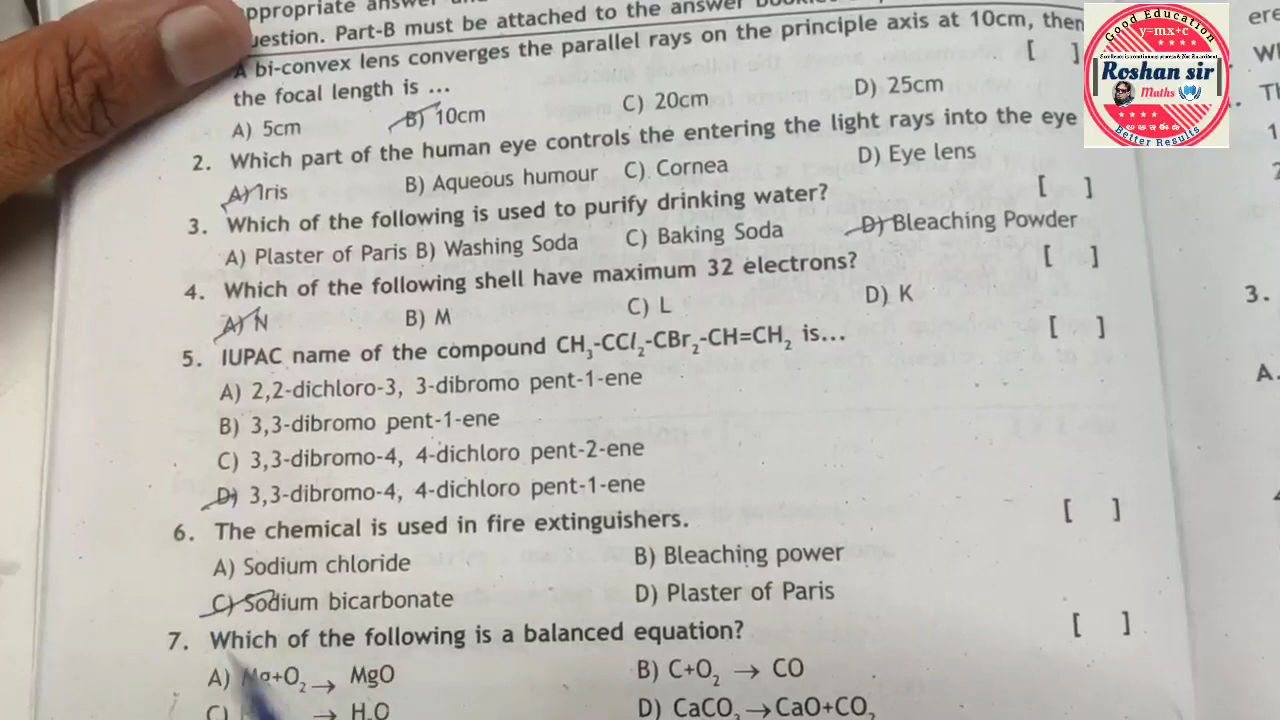 ppropriate answer
estion. Part-B must be attached to the answer
A bi-convex lens converges the parallel rays on the principle axis at 10cm, then
the focal length is ... [ ]
A) 5cm B) 10cm C) 20cm D) 25cm
2. Which part of the human eye controls the entering the light rays into the eye
A) Iris B) Aqueous humour C) Cornea D) Eye lens
3. Which of the following is used to purify drinking water? [ ]
A) Plaster of Paris B) Washing Soda C) Baking Soda D) Bleaching Powder
4. Which of the following shell have maximum 32 electrons? [ ]
A) N B) M C) L D) K
5. IUPAC name of the compound CH₃-CCl₂-CBr₂-CH=CH₂ is... [ ]
A) 2,2-dichloro-3, 3-dibromo pent-1-ene
B) 3,3-dibromo pent-1-ene
C) 3,3-dibromo-4, 4-dichloro pent-2-ene
D) 3,3-dibromo-4, 4-dichloro pent-1-ene
6. The chemical is used in fire extinguishers. [ ]
A) Sodium chloride B) Bleaching power
C) Sodium bicarbonate D) Plaster of Paris
7. Which of the following is a balanced equation? [ ]
A) Mg+O₂ → MgO B) C+O₂ → CO
C) → H₂O D) CaCO₃ → CaO+CO₂
Good Education
y=mx+c
Roshan sir
Maths
Better Results
3.
A.